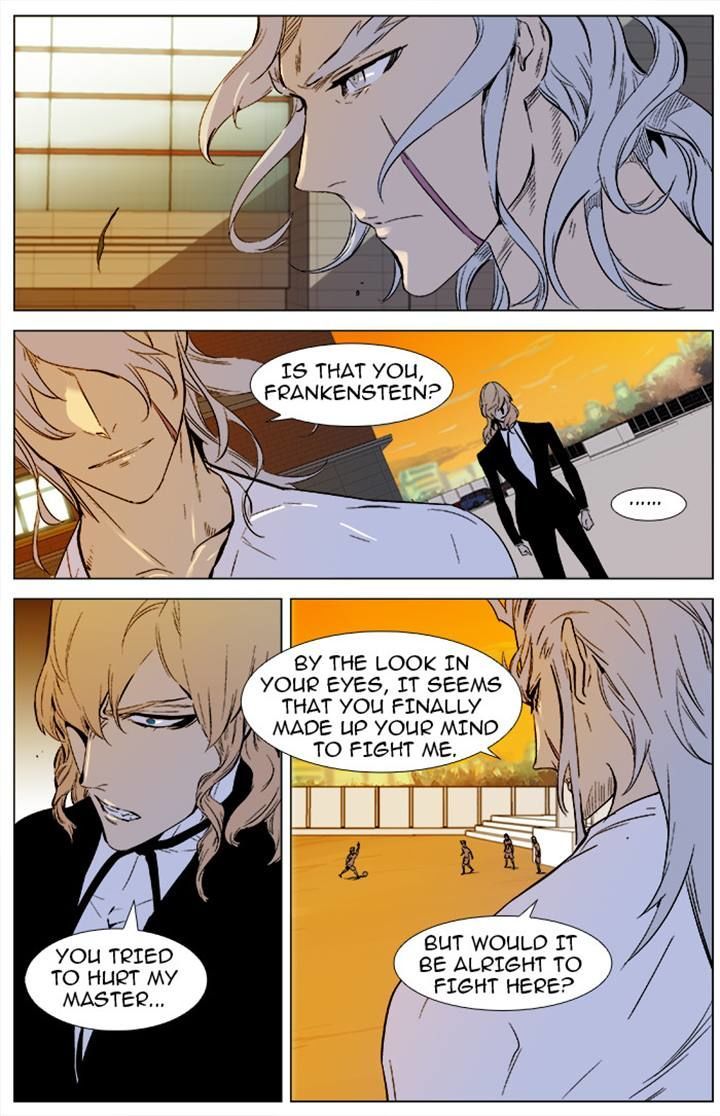 IS THAT YOU,
FRANKENSTEIN?
......
BY THE LOOK IN
YOUR EYES, IT SEEMS
THAT YOU FINALLY
MADE UP YOUR MIND
TO FIGHT ME.
YOU TRIED
TO HURT MY
MASTER...
BUT WOULD IT
BE ALRIGHT TO
FIGHT HERE?